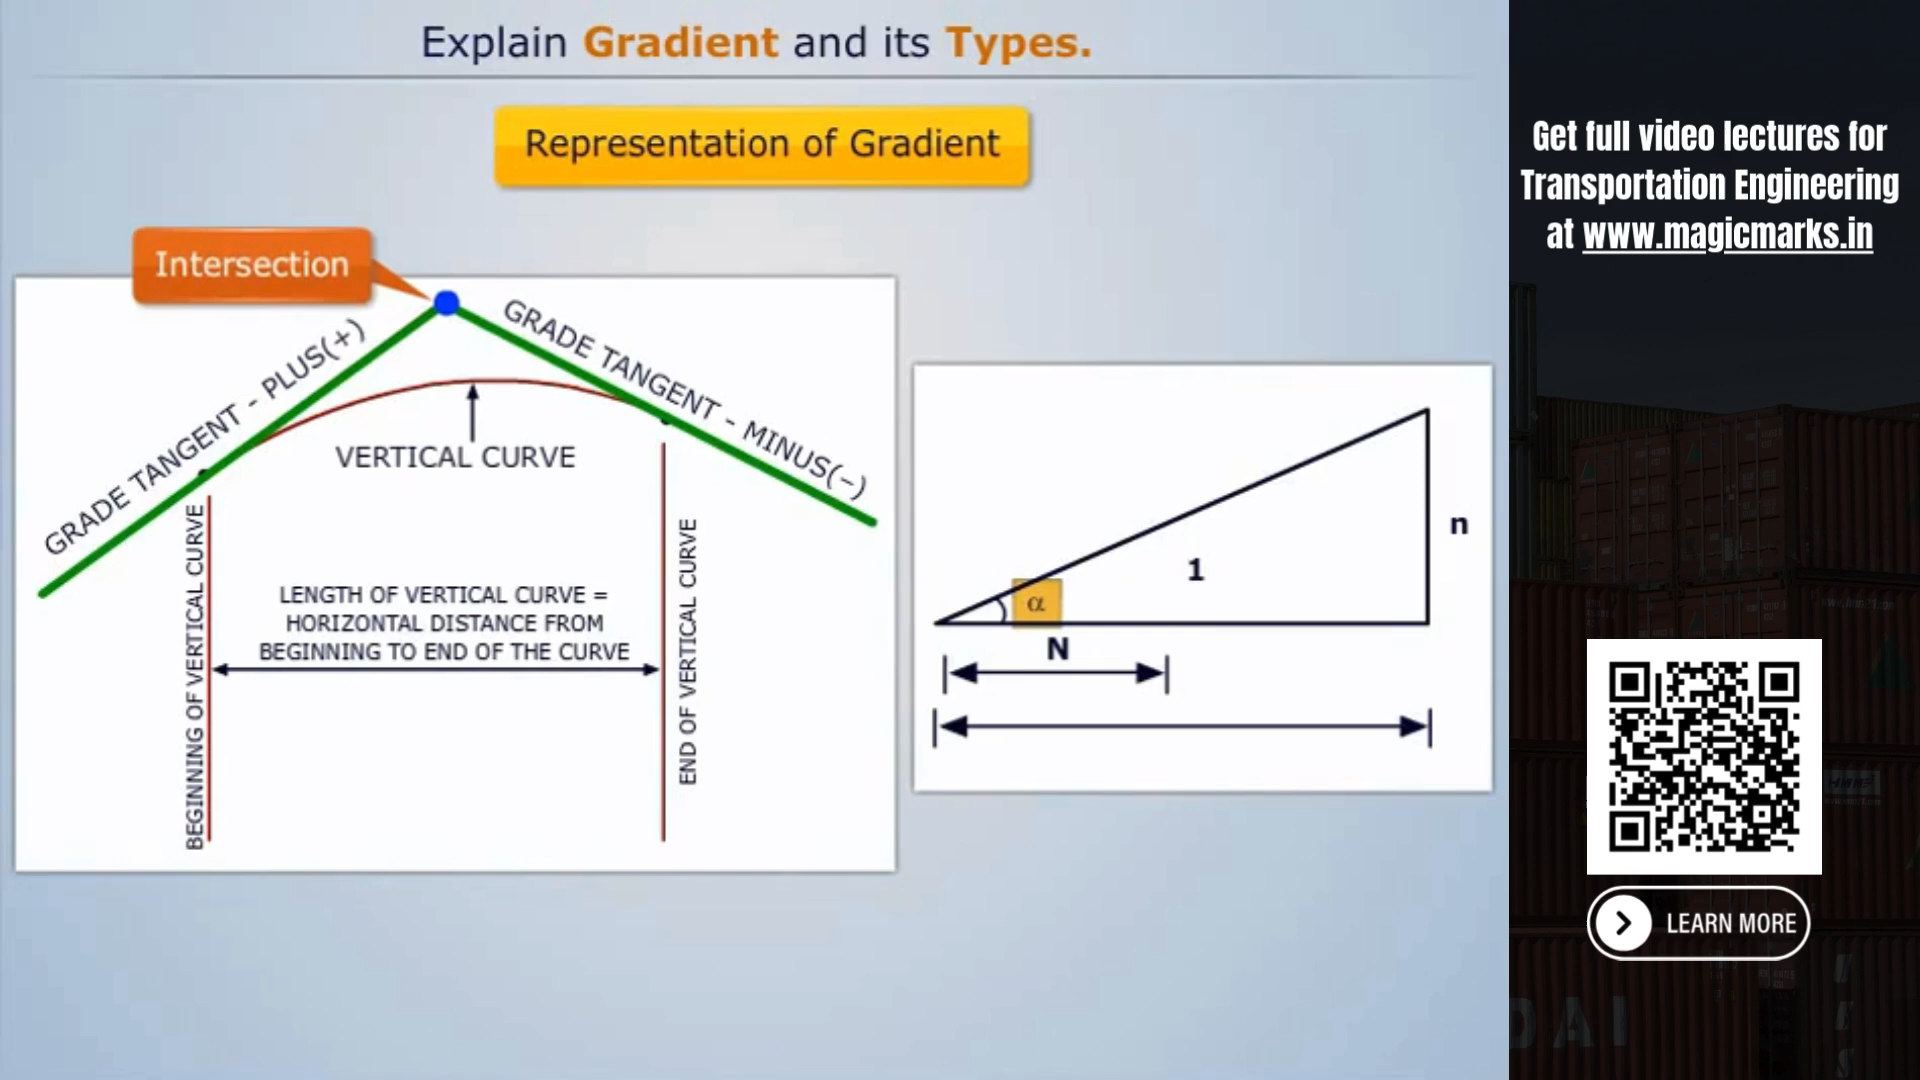 Explain Gradient and its Types.
Representation of Gradient
Intersection
GRADE TANGENT - PLUS(+)
GRADE TANGENT - MINUS(−)
VERTICAL CURVE
BEGINNING OF VERTICAL CURVE
LENGTH OF VERTICAL CURVE =
HORIZONTAL DISTANCE FROM
BEGINNING TO END OF THE CURVE
END OF VERTICAL CURVE
n
1
α
N
Get full video lectures for
Transportation Engineering
at www.magicmarks.in
LEARN MORE